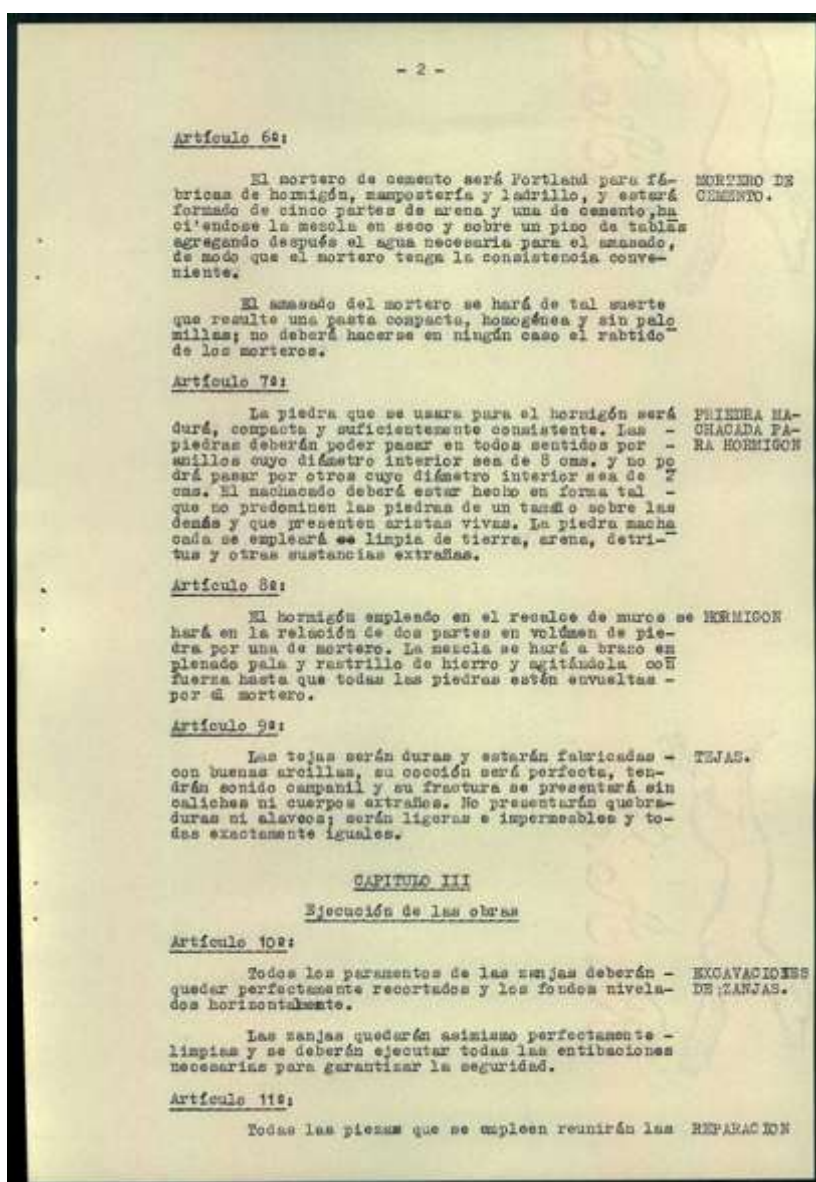 - 2 -
Artículo 6º:
El mortero de cemento será Portland para fá- MORTERO DE
bricas de hormigón, mampostería y ladrillo, y estará CEMENTO.
formado de cinco partes de arena y una de cemento,ha
ci'endose la mezcla en seco y sobre un piso de tablas
agregando después el agua necesaria para el amasado,
de modo que el mortero tenga la consistencia conve-
niente.
El amasado del mortero se hará de tal suerte
que resulte una pasta compacta, homogénea y sin palo
millas; no deberá hacerse en ningún caso el rabtido
de los morteros.
Artículo 7º:
La piedra que se usara para el hormigón será PRIEDRA MA-
durá, compacta y suficientemente consistente. Las - CHACADA PA-
piedras deberán poder pasar en todos sentidos por - RA HORMIGON
anillos cuyo diámetro interior sea de 8 cms. y no po
drá pasar por otros cuyo diámetro interior sea de 2
cms. El machacado deberá estar hecho en forma tal -
que no predominen las piedras de un tamaño sobre las
demás y que presenten aristas vivas. La piedra macha
cada se empleará se limpia de tierra, arena, detri-
tus y otras sustancias extrañas.
Artículo 8º:
El hormigón empleado en el recalce de muros se HORMIGON
hará en la relación de dos partes en volúmen de pie-
dra por una de mortero. La mezcla se hará a brazo em
plenado pala y rastrillo de hierro y agitándola con
fuerza hasta que todas las piedras estén envueltas -
por el mortero.
Artículo 9º:
Las tejas serán duras y estarán fabricadas - TEJAS.
con buenas arcillas, su cocción será perfecta, ten-
drán sonido campanil y su fractura se presentará sin
caliches ni cuerpos extraños. No presentarán quebra-
duras ni alaveos; serán ligeras e impermeables y to-
das exactamente iguales.
CAPITULO III
Ejecución de las obras
Artículo 10º:
Todos los paramentos de las zanjas deberán - EXCAVACIONES
quedar perfectamente recortados y los fondos nivela- DE ZANJAS.
dos horizontalmente.
Las zanjas quedarán asimismo perfectamente -
limpias y se deberán ejecutar todas las entibaciones
necesarias para garantizar la seguridad.
Artículo 11º:
Todas las piezas que se empleen reunirán las REPARACION